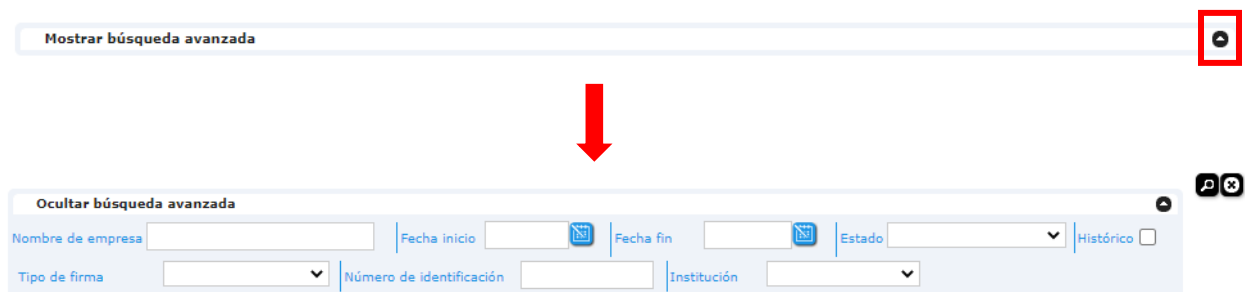 Mostrar búsqueda avanzada
Ocultar búsqueda avanzada
Nombre de empresa Fecha inicio Fecha fin Estado Histórico
Tipo de firma Número de identificación Institución